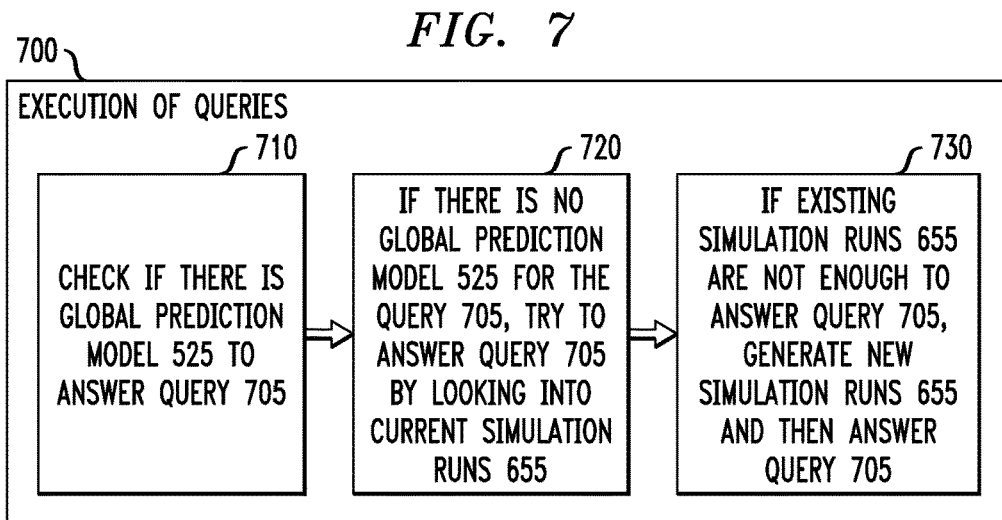 FIG. 7
700
EXECUTION OF QUERIES
710
CHECK IF THERE IS
GLOBAL PREDICTION
MODEL 525 TO
ANSWER QUERY 705
720
IF THERE IS NO
GLOBAL PREDICTION
MODEL 525 FOR THE
QUERY 705, TRY TO
ANSWER QUERY 705
BY LOOKING INTO
CURRENT SIMULATION
RUNS 655
730
IF EXISTING
SIMULATION RUNS 655
ARE NOT ENOUGH TO
ANSWER QUERY 705,
GENERATE NEW
SIMULATION RUNS 655
AND THEN ANSWER
QUERY 705